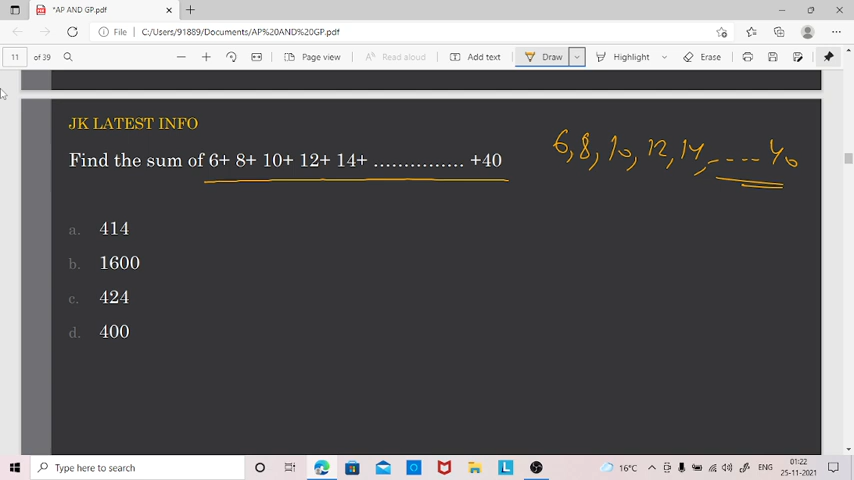 *AP AND GP.pdf
File C:/Users/91889/Documents/AP%20AND%20GP.pdf
11 of 39 Page view Read aloud Add text Draw Highlight Erase
JK LATEST INFO
Find the sum of 6+ 8+ 10+ 12+ 14+ ............... +40
6, 8, 10, 12, 14, ---- 40
a. 414
b. 1600
c. 424
d. 400
Type here to search
16°C ENG 01:22
25-11-2021